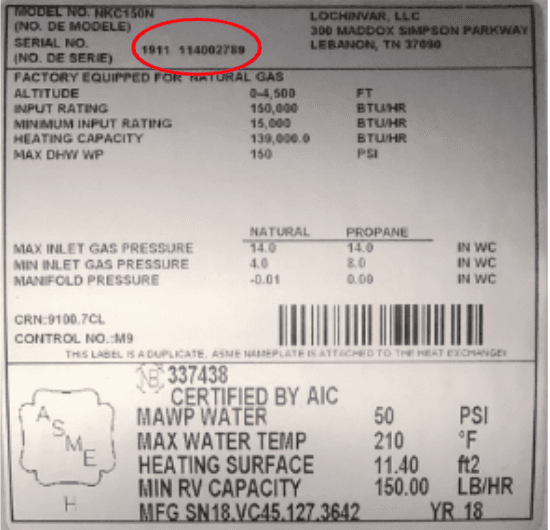 MODEL NO. NKC150N
(NO. DE MODELE)
SERIAL NO.
(NO. DE SERIE)
1911 114002789
LOCHINVAR, LLC
300 MADDOX SIMPSON PARKWAY
LEBANON, TN 37090
FACTORY EQUIPPED FOR NATURAL GAS
ALTITUDE 0-4,500 FT
INPUT RATING 150,000 BTU/HR
MINIMUM INPUT RATING 15,000 BTU/HR
HEATING CAPACITY 139,000.0 BTU/HR
MAX DHW WP 150 PSI
NATURAL PROPANE
MAX INLET GAS PRESSURE 14.0 14.0 IN WC
MIN INLET GAS PRESSURE 4.0 8.0 IN WC
MANIFOLD PRESSURE -0.01 0.00 IN WC
CRN:9100.7CL
CONTROL NO.:M9
THIS LABEL IS A DUPLICATE. ASME NAMEPLATE IS ATTACHED TO THE HEAT EXCHANGER
NB 337438
CERTIFIED BY AIC
MAWP WATER 50 PSI
MAX WATER TEMP 210 °F
HEATING SURFACE 11.40 ft2
MIN RV CAPACITY 150.00 LB/HR
MFG SN18.VC45.127.3642 YR 18
ASME
H